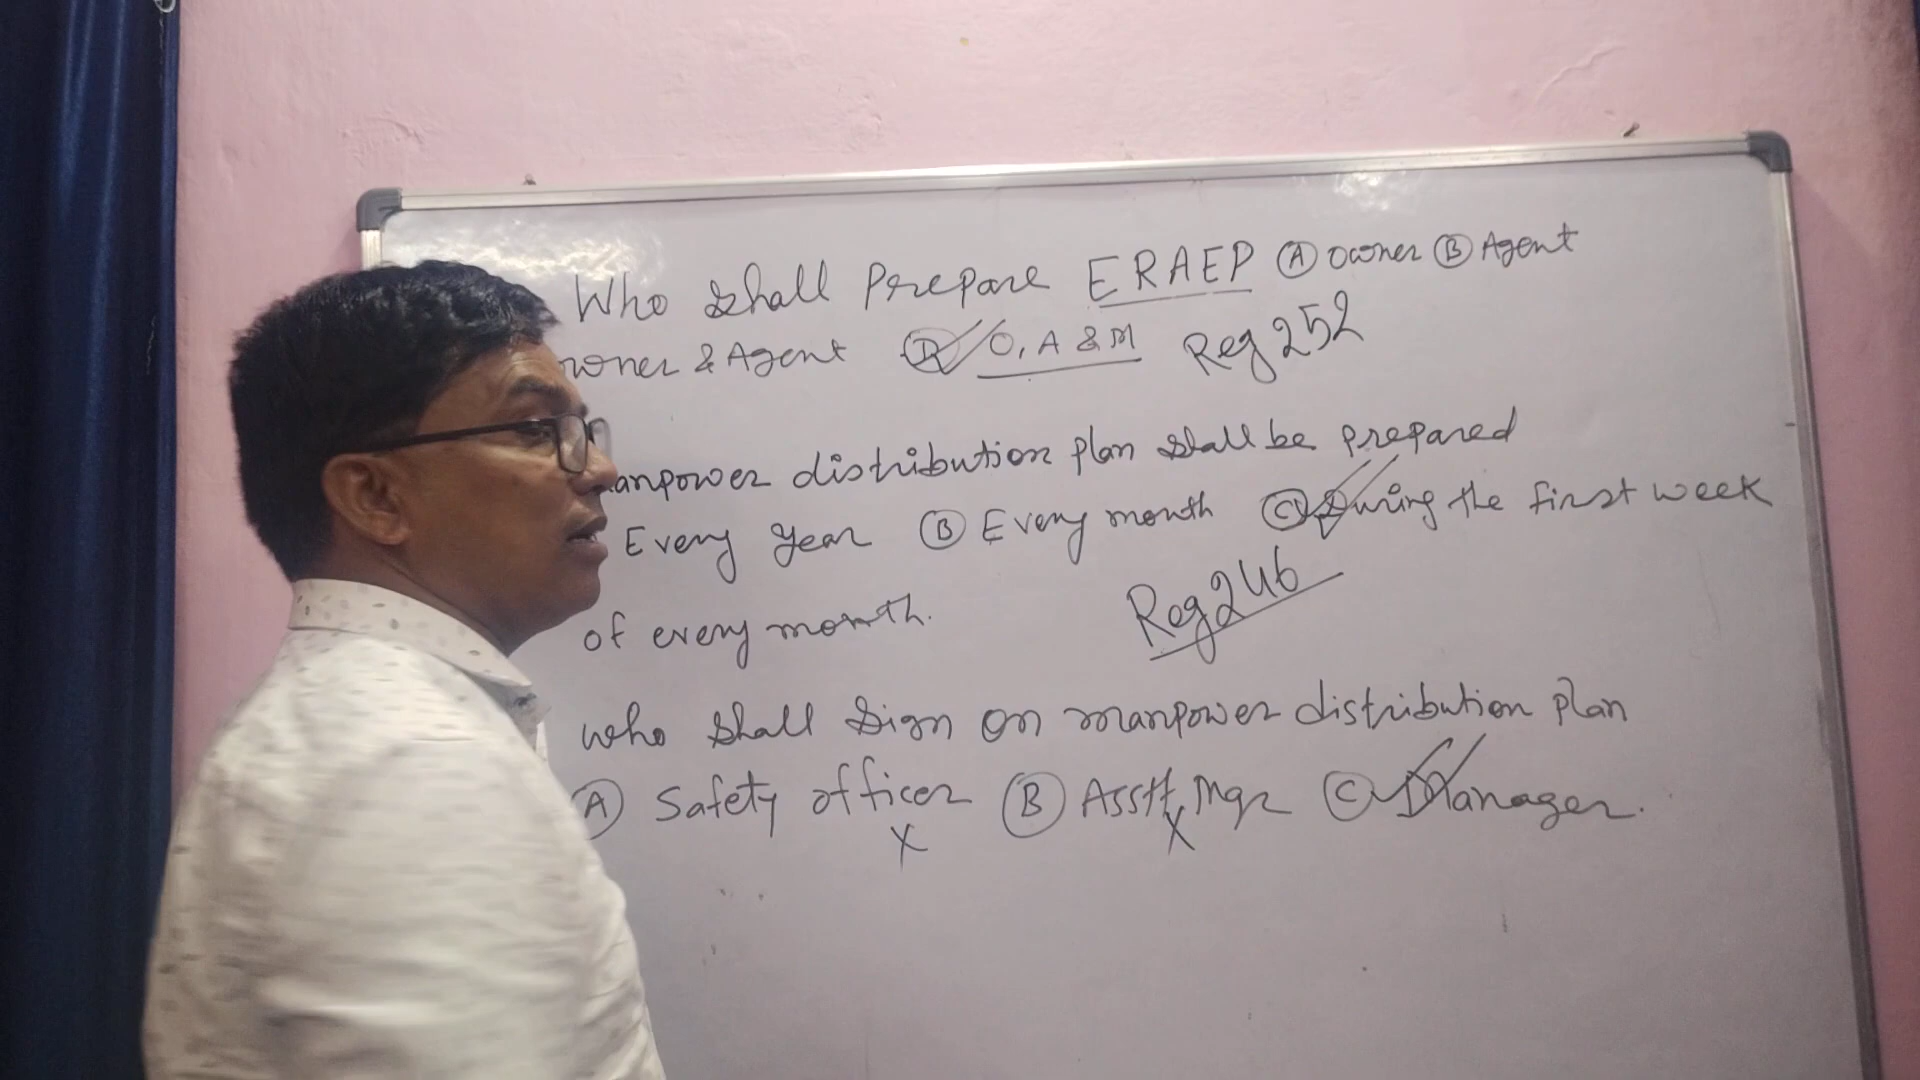 Who shall Prepare ERAEP (A) Owner (B) Agent
owner & Agent (D) O, A & M Reg 252
anpower distribution plan shall be prepared
Every Year (B) Every month (C) During the first week
of every month. Reg 246
who shall sign on manpower distribution plan
(A) Safety officer (B) Asstt, Mgr (C) Manager.
X X